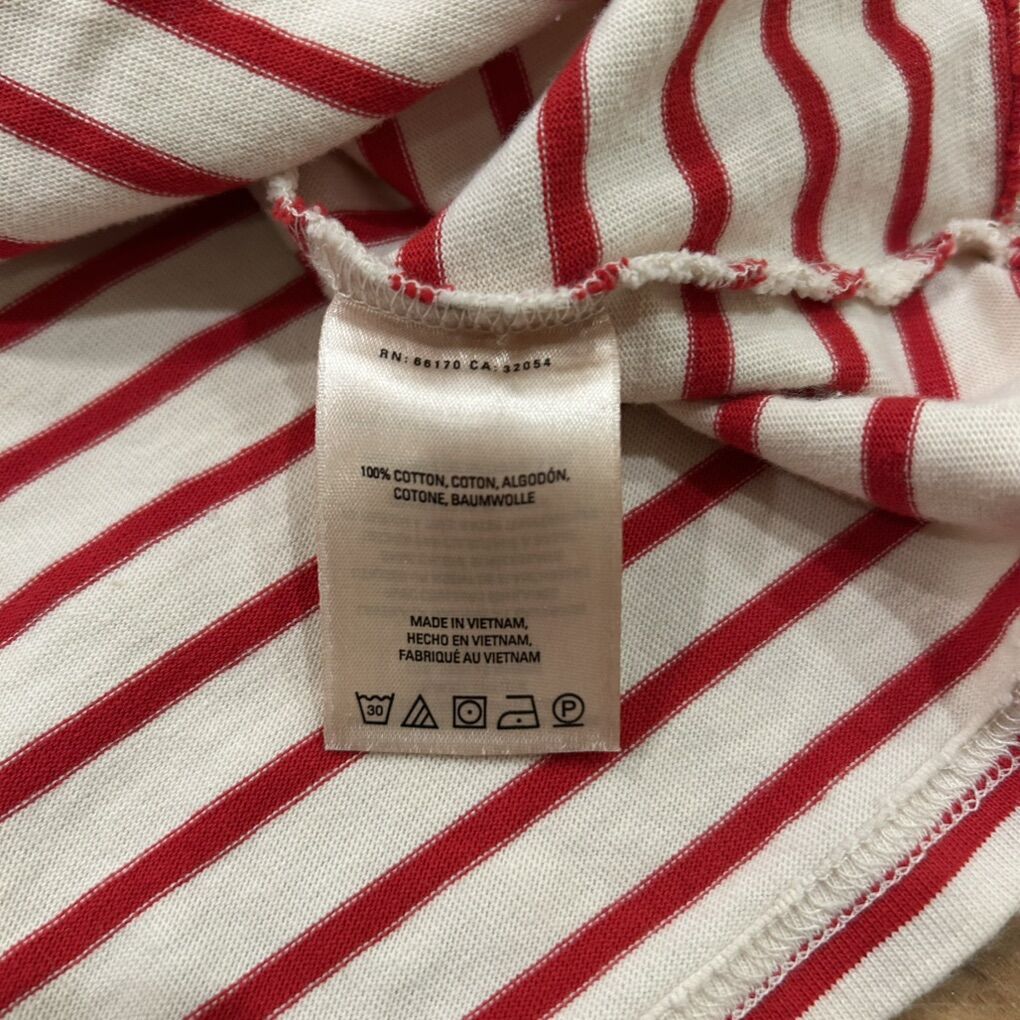 RN: 66170 CA: 32054
100% COTTON, COTON, ALGODÓN,
COTONE, BAUMWOLLE
MADE IN VIETNAM,
HECHO EN VIETNAM,
FABRIQUÉ AU VIETNAM
30
P